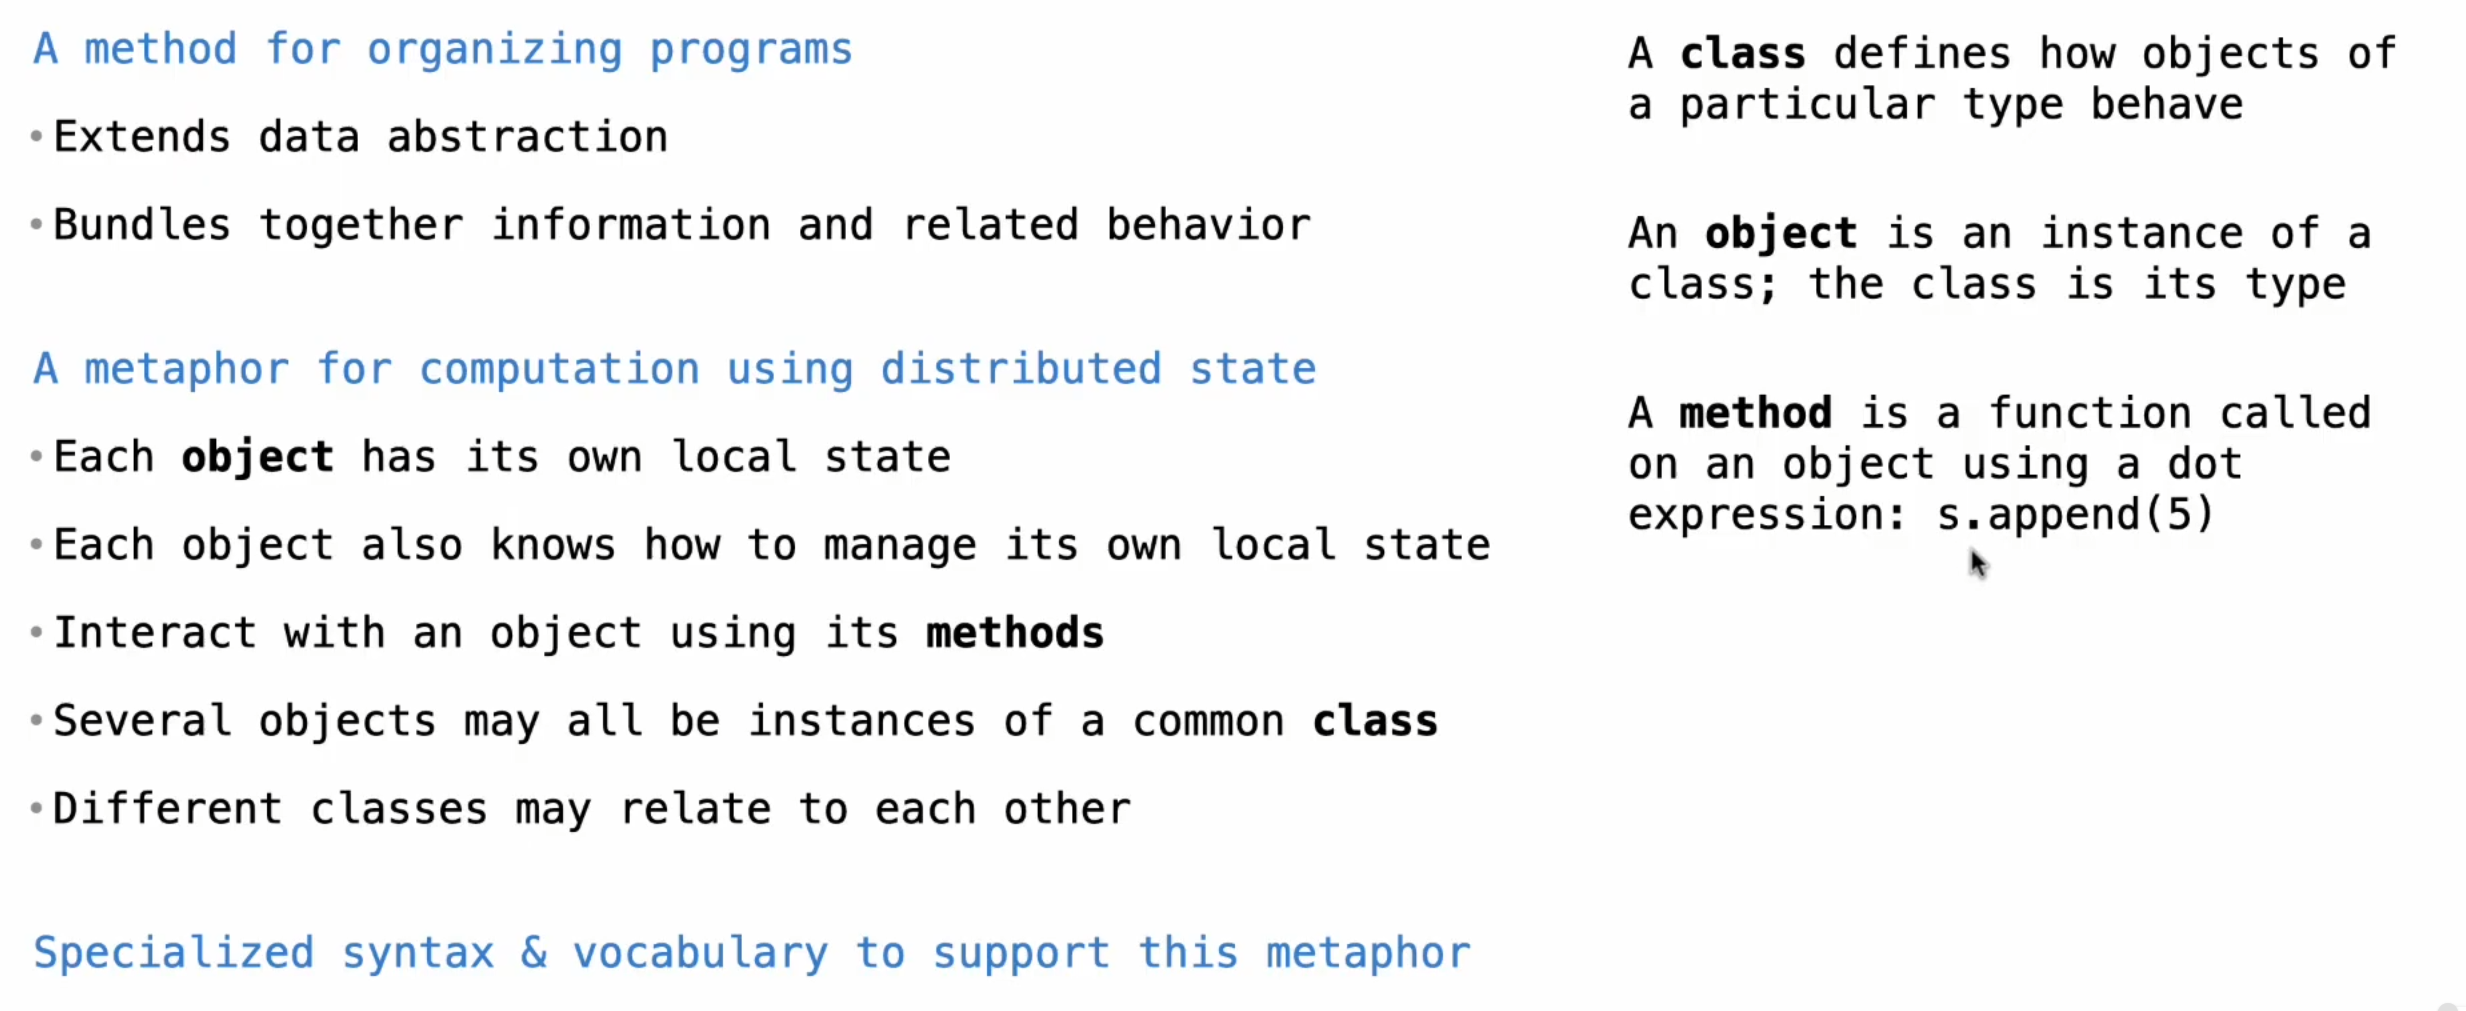 A method for organizing programs
•Extends data abstraction
•Bundles together information and related behavior
A metaphor for computation using distributed state
•Each object has its own local state
•Each object also knows how to manage its own local state
•Interact with an object using its methods
•Several objects may all be instances of a common class
•Different classes may relate to each other
Specialized syntax & vocabulary to support this metaphor
A class defines how objects of
a particular type behave
An object is an instance of a
class; the class is its type
A method is a function called
on an object using a dot
expression: s.append(5)